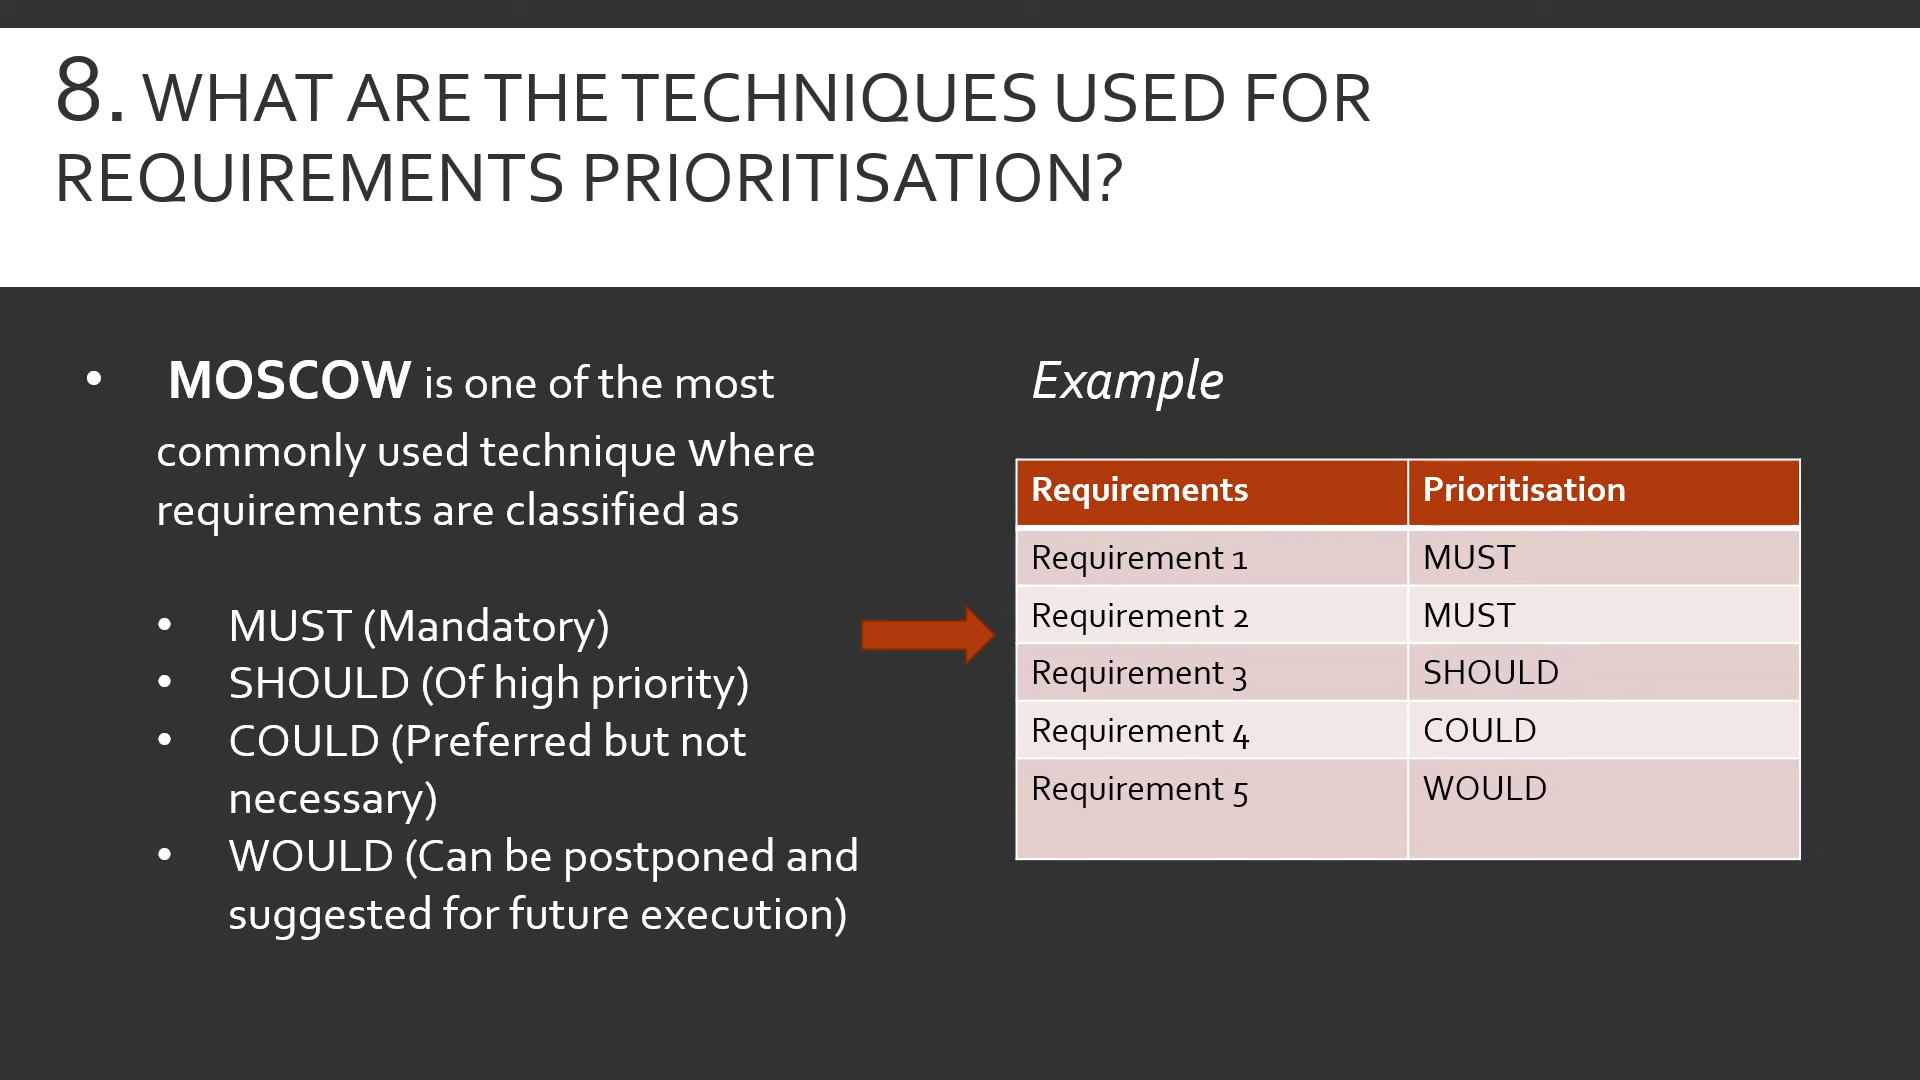 8. WHAT ARE THE TECHNIQUES USED FOR
REQUIREMENTS PRIORITISATION?
• MOSCOW is one of the most
commonly used technique where
requirements are classified as
• MUST (Mandatory)
• SHOULD (Of high priority)
• COULD (Preferred but not
necessary)
• WOULD (Can be postponed and
suggested for future execution)
Example
Requirements Prioritisation
Requirement 1 MUST
Requirement 2 MUST
Requirement 3 SHOULD
Requirement 4 COULD
Requirement 5 WOULD